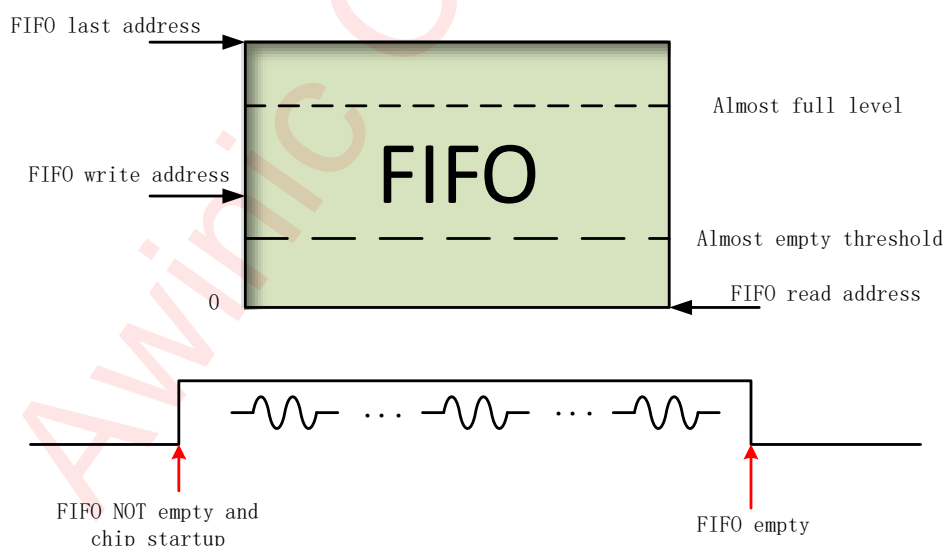 FIFO last address
Almost full level
FIFO
FIFO write address
Almost empty threshold
0
FIFO read address
... ...
FIFO NOT empty and
chip startup
FIFO empty
Awinic